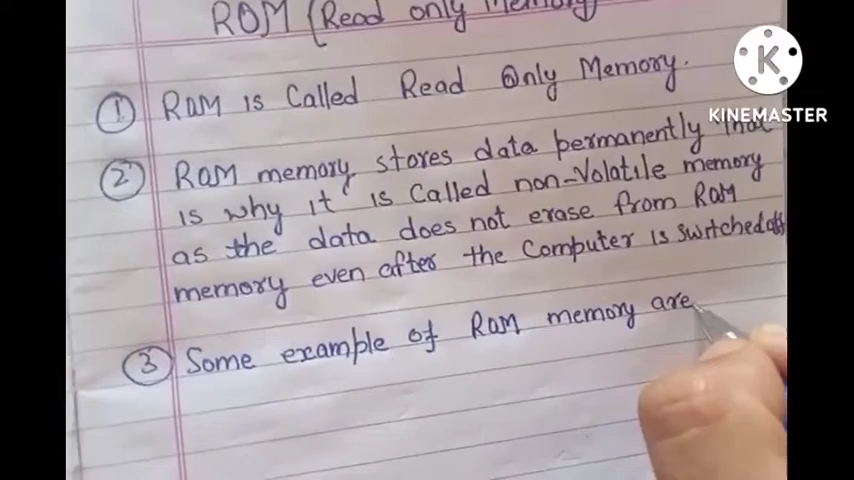 ROM (Read only Memory)
① ROM is Called Read Only Memory.
② ROM memory stores data permanently that
is why it is Called non-Volatile memory
as the data does not erase from ROM
memory even after the Computer is switched off
③ Some example of ROM memory are
K
KINEMASTER